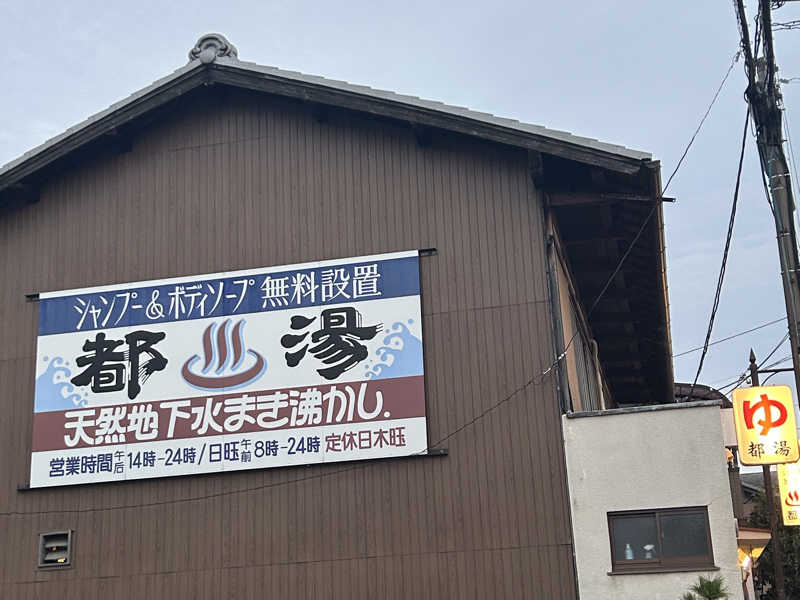 シャンプー&ボディソープ 無料設置
都 湯
天然地下水まき沸かし.
営業時間午后14時-24時/日曜午前8時-24時 定休日木曜
ゆ
都湯